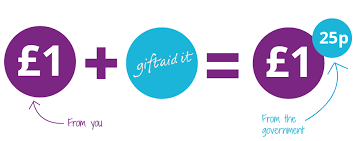 £1 + giftaid it = £1 25p
From you
From the
government